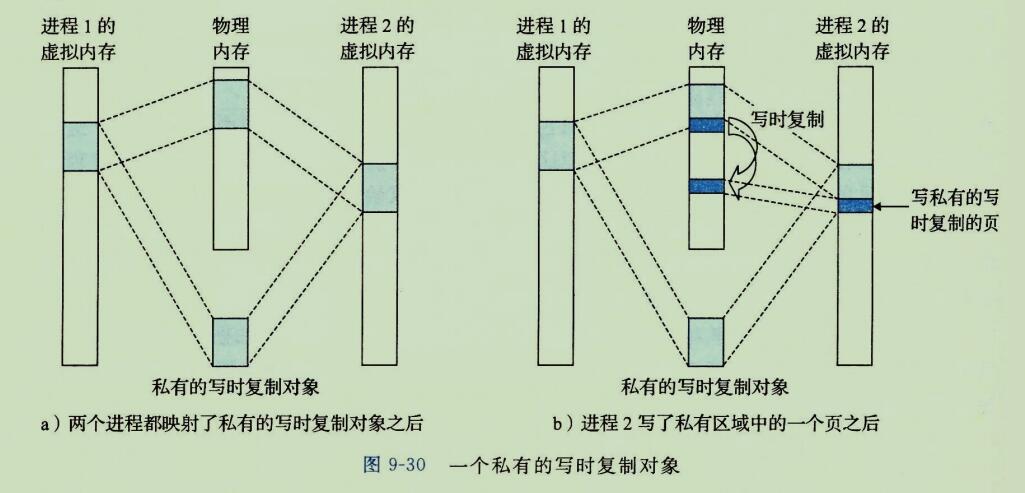 进程 1 的
虚拟内存
物理
内存
进程 2 的
虚拟内存
私有的写时复制对象
a）两个进程都映射了私有的写时复制对象之后
进程 1 的
虚拟内存
物理
内存
进程 2 的
虚拟内存
写时复制
写私有的写
时复制的页
私有的写时复制对象
b）进程 2 写了私有区域中的一个页之后
图 9-30 一个私有的写时复制对象